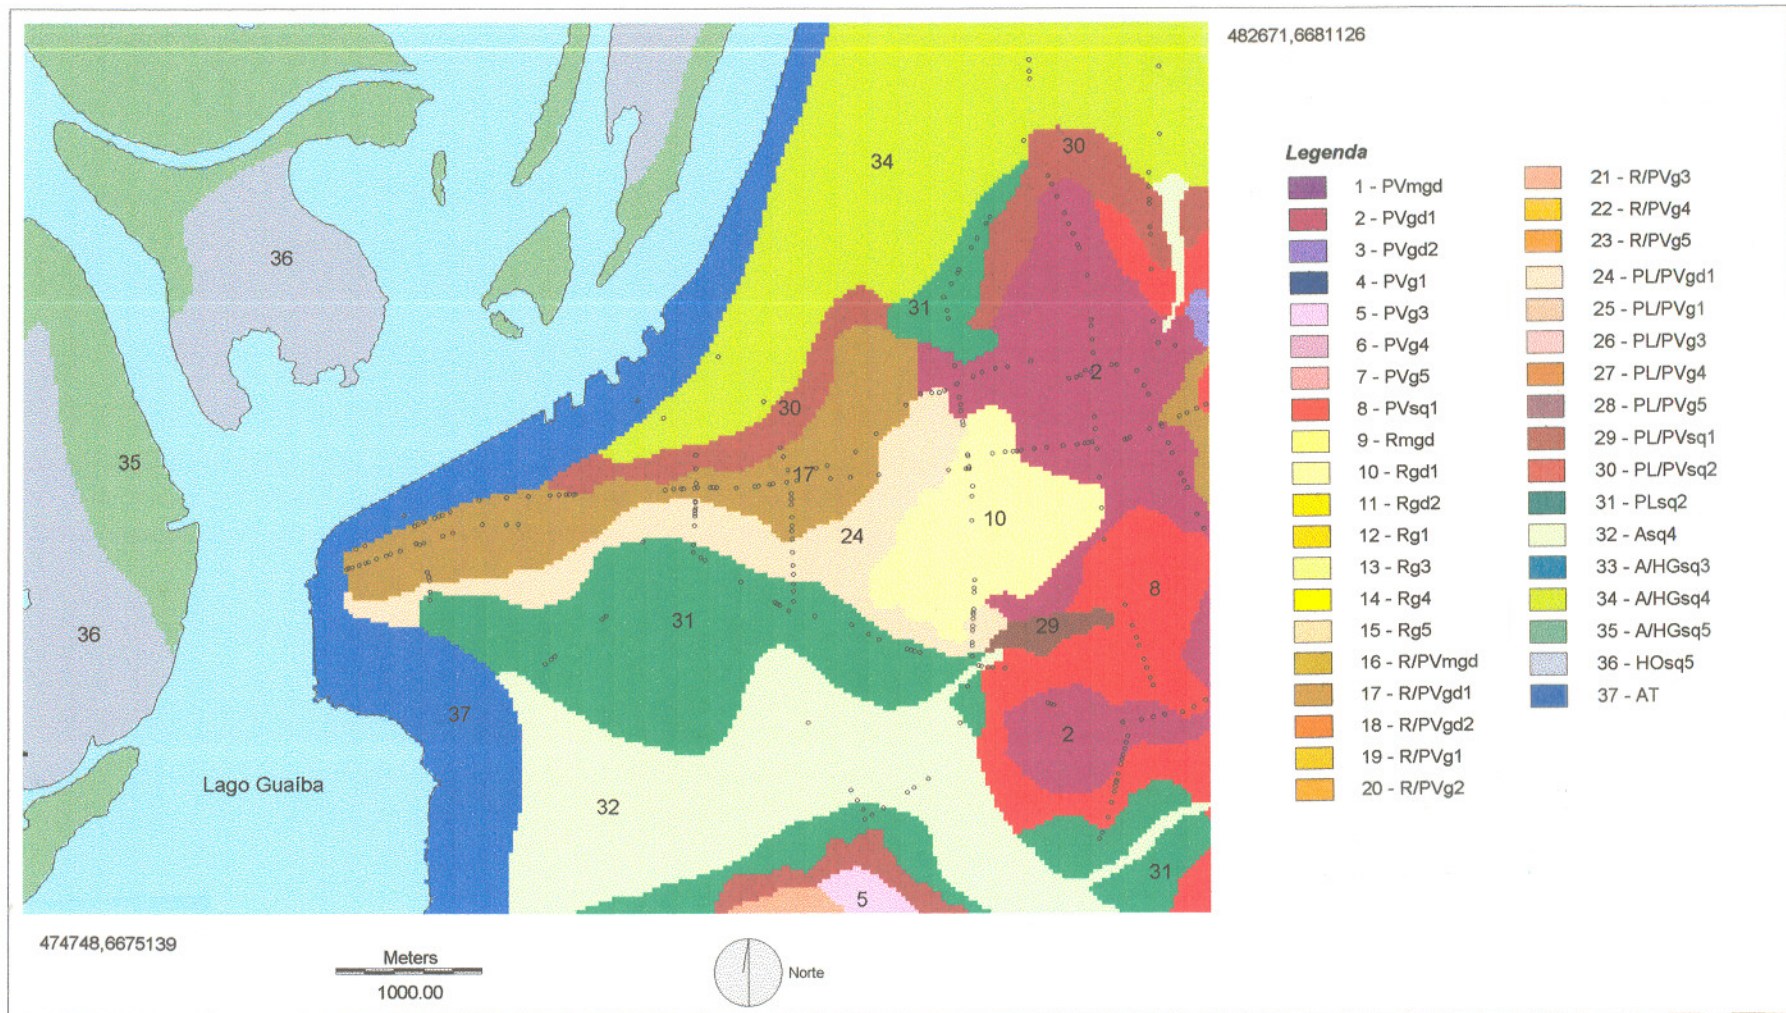 482671,6681126
34
30
36
31
2
30
35
17
10
24
8
31
29
36
37
2
Lago Guaíba
32
31
5
474748,6675139
Meters
1000.00
Norte
Legenda
1 - PVmgd
2 - PVgd1
3 - PVgd2
4 - PVg1
5 - PVg3
6 - PVg4
7 - PVg5
8 - PVsq1
9 - Rmgd
10 - Rgd1
11 - Rgd2
12 - Rg1
13 - Rg3
14 - Rg4
15 - Rg5
16 - R/PVmgd
17 - R/PVgd1
18 - R/PVgd2
19 - R/PVg1
20 - R/PVg2
21 - R/PVg3
22 - R/PVg4
23 - R/PVg5
24 - PL/PVgd1
25 - PL/PVg1
26 - PL/PVg3
27 - PL/PVg4
28 - PL/PVg5
29 - PL/PVsq1
30 - PL/PVsq2
31 - PLsq2
32 - Asq4
33 - A/HGsq3
34 - A/HGsq4
35 - A/HGsq5
36 - HOsq5
37 - AT